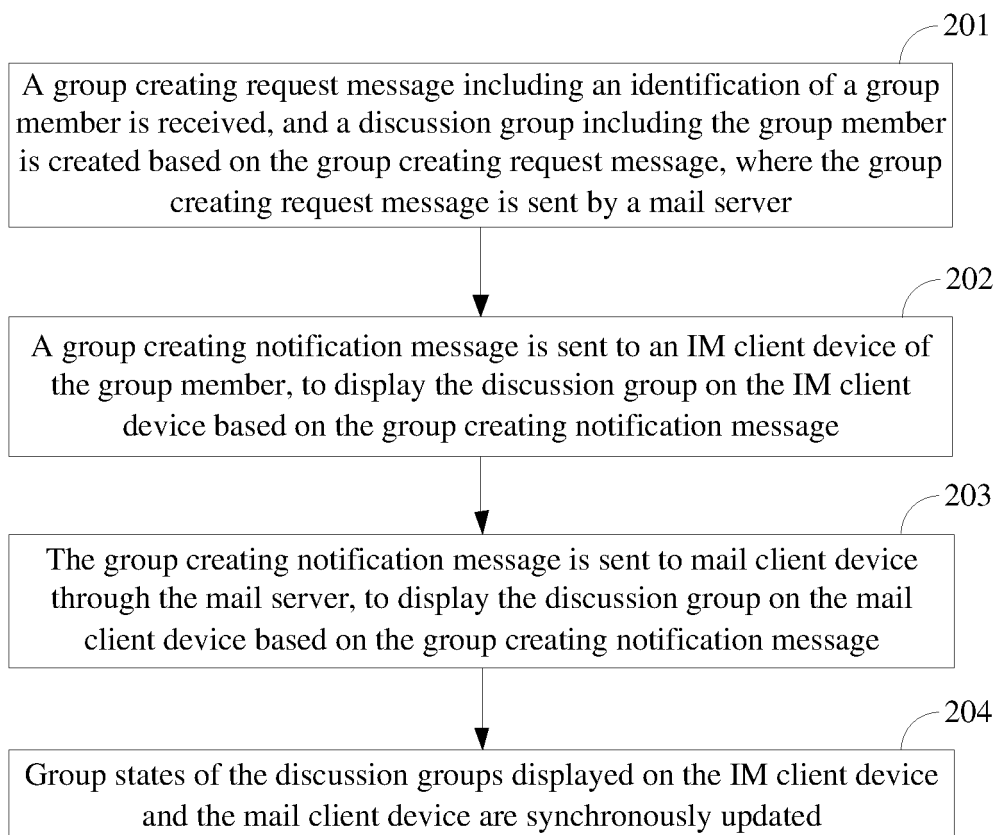 201
A group creating request message including an identification of a group
member is received, and a discussion group including the group member
is created based on the group creating request message, where the group
creating request message is sent by a mail server
202
A group creating notification message is sent to an IM client device of
the group member, to display the discussion group on the IM client
device based on the group creating notification message
203
The group creating notification message is sent to mail client device
through the mail server, to display the discussion group on the mail
client device based on the group creating notification message
204
Group states of the discussion groups displayed on the IM client device
and the mail client device are synchronously updated